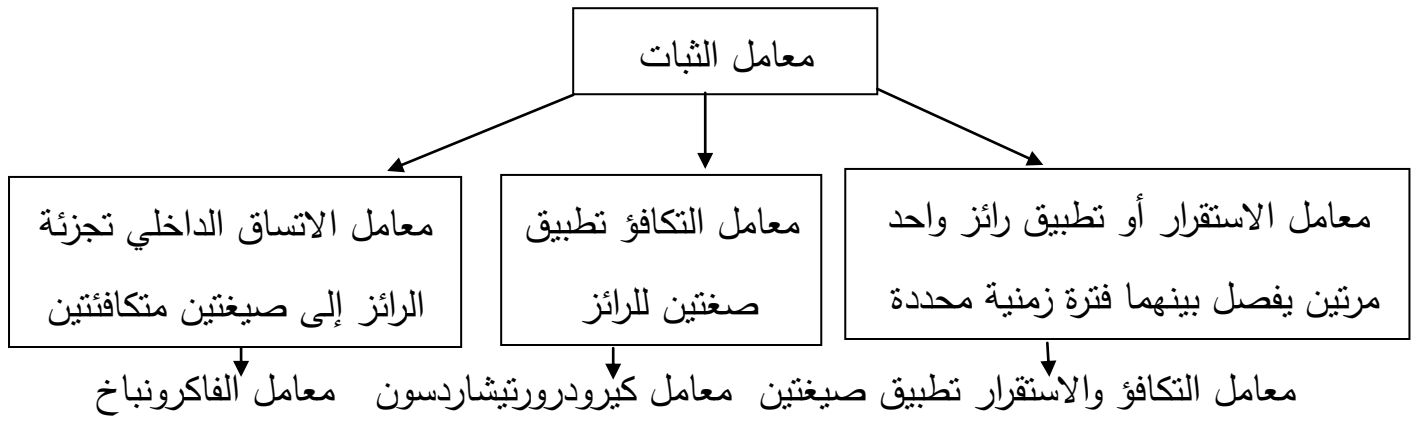 معامل الثبات
معامل الاستقرار أو تطبيق رائز واحد
مرتين يفصل بينهما فترة زمنية محددة
معامل التكافؤ تطبيق
صغتين للرائز
معامل الاتساق الداخلي تجزئة
الرائز إلى صيغتين متكافئتين
معامل التكافؤ والاستقرار تطبيق صيغتين
معامل كيرودرورتيشاردسون
معامل الفاكرونباخ